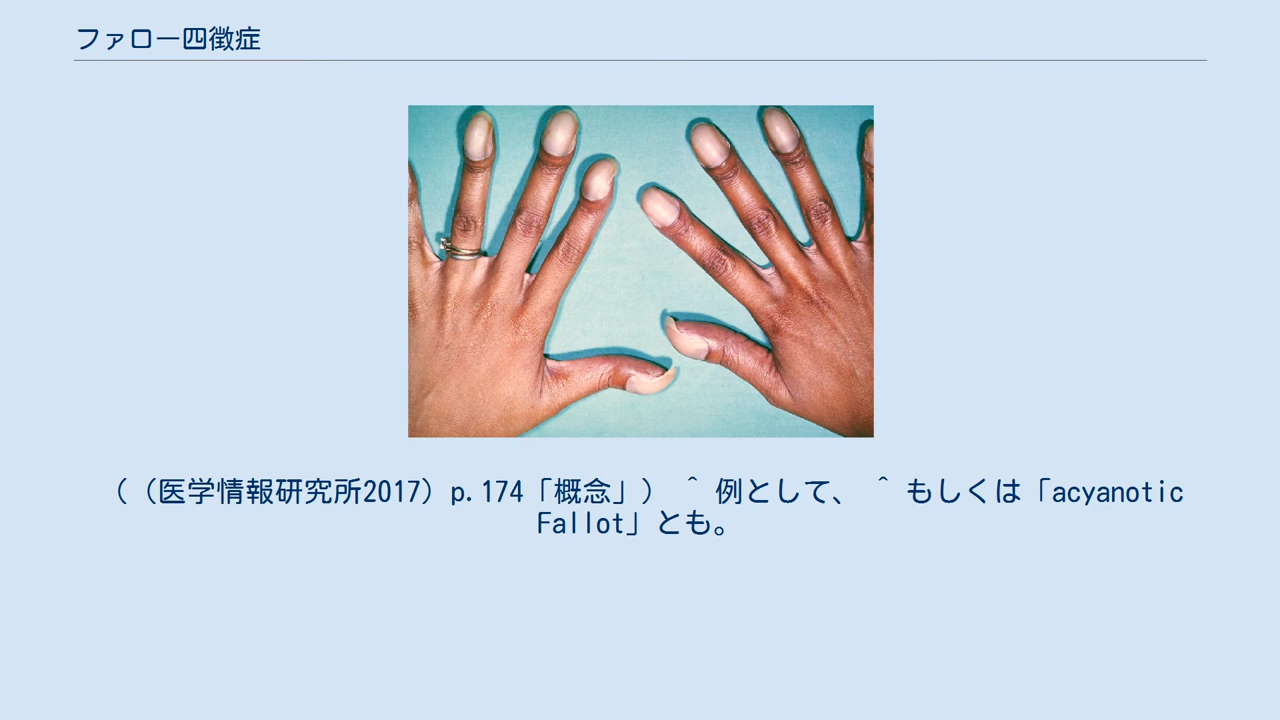 ファロー四徴症
（（医学情報研究所2017）p.174「概念」） ^ 例として、 ^ もしくは「acyanotic
Fallot」とも。